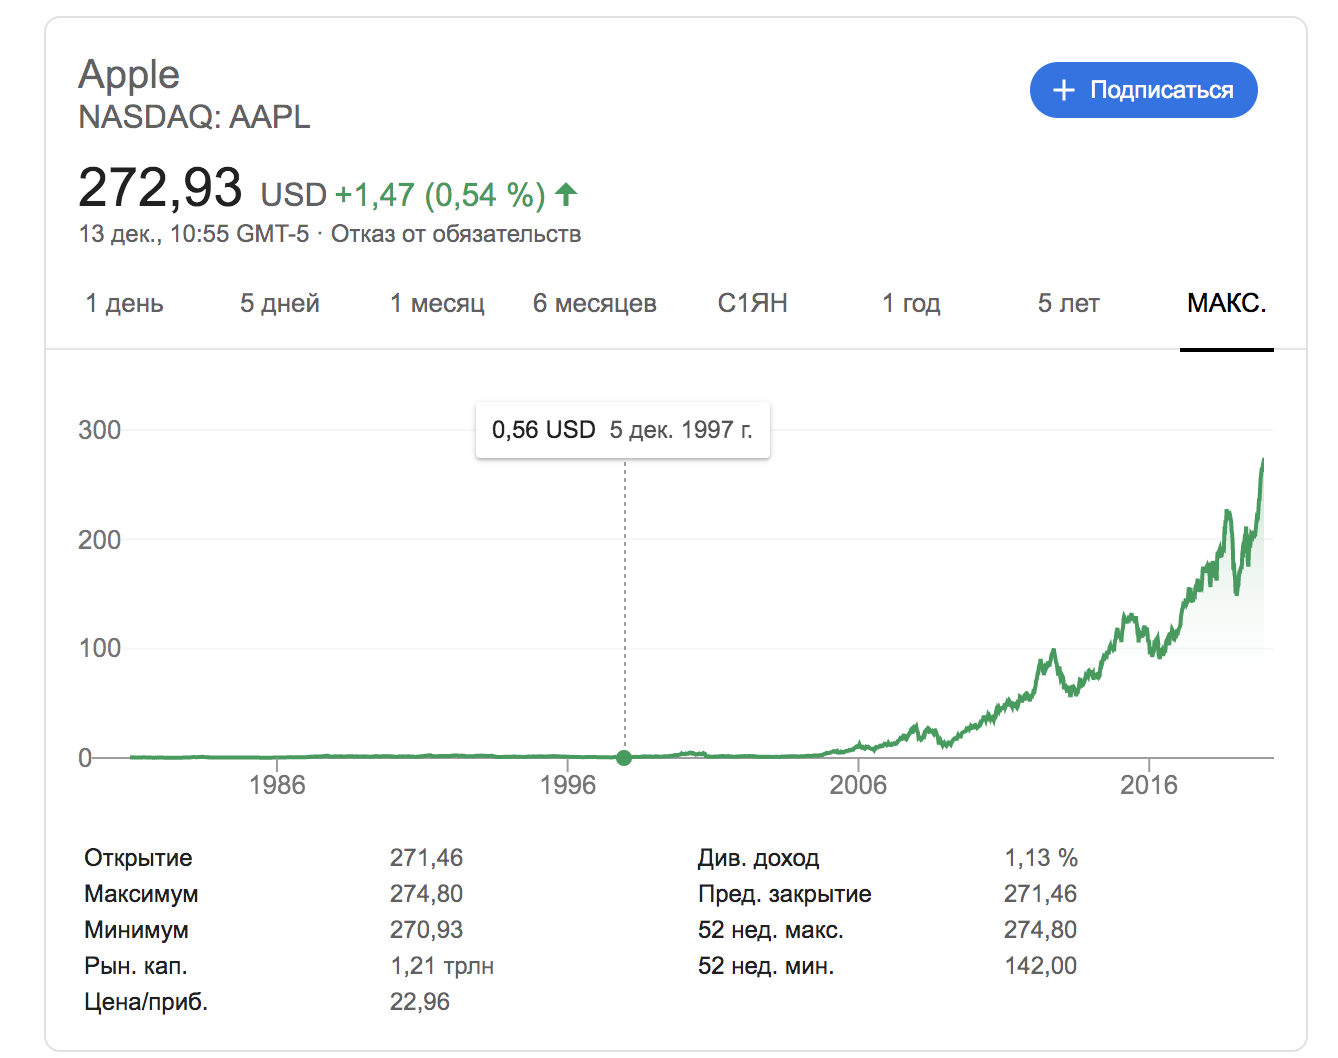 Apple
NASDAQ: AAPL
+ Подписаться
272,93 USD +1,47 (0,54 %) ↑
13 дек., 10:55 GMT-5 · Отказ от обязательств
1 день 5 дней 1 месяц 6 месяцев С1ЯН 1 год 5 лет МАКС.
0,56 USD 5 дек. 1997 г.
300
200
100
0
1986 1996 2006 2016
Открытие 271,46 Див. доход 1,13 %
Максимум 274,80 Пред. закрытие 271,46
Минимум 270,93 52 нед. макс. 274,80
Рын. кап. 1,21 трлн 52 нед. мин. 142,00
Цена/приб. 22,96